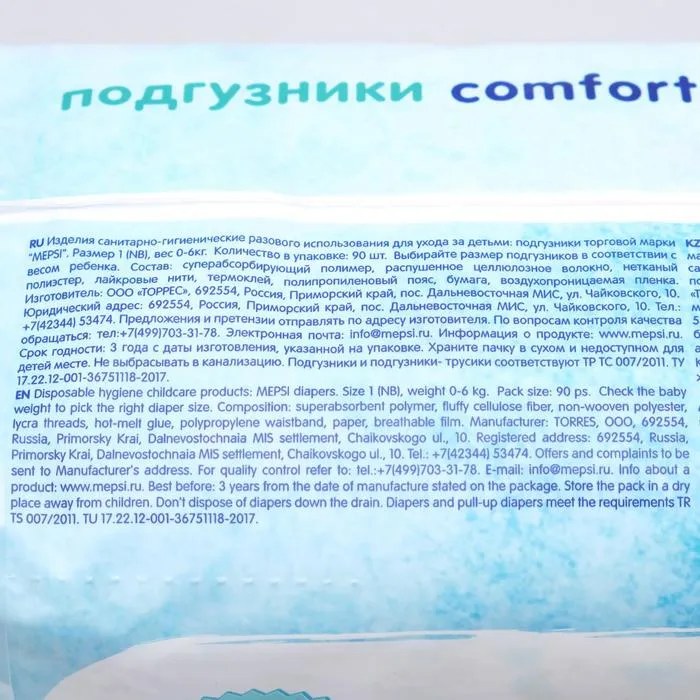 подгузники comfort
RU Изделия санитарно-гигиенические разового использования для ухода за детьми: подгузники торговой марки
"MEPSI". Размер 1 (NB), вес 0-6кг. Количество в упаковке: 90 шт. Выбирайте размер подгузников в соответствии с
весом ребенка. Состав: суперабсорбирующий полимер, распушенное целлюлозное волокно, нетканый
полиэстер, лайкровые нити, термоклей, полипропиленовый пояс, бумага, воздухопроницаемая пленка.
Изготовитель: ООО «ТОРРЕС», 692554, Россия, Приморский край, пос. Дальневосточная МИС, ул. Чайковского, 10.
Юридический адрес: 692554, Россия, Приморский край, пос. Дальневосточная МИС, ул. Чайковского, 10. Тел.:
+7(42344) 53474. Предложения и претензии отправлять по адресу изготовителя. По вопросам контроля качества
обращаться: тел:+7(499)703-31-78. Электронная почта: info@mepsi.ru. Информация о продукте: www.mepsi.ru.
Срок годности: 3 года с даты изготовления, указанной на упаковке. Храните пачку в сухом и недоступном для
детей месте. Не выбрасывать в канализацию. Подгузники и подгузники- трусики соответствуют ТР ТС 007/2011. ТУ
17.22.12-001-36751118-2017.
EN Disposable hygiene childcare products: MEPSI diapers. Size 1 (NB), weight 0-6 kg. Pack size: 90 ps. Check the baby
weight to pick the right diaper size. Composition: superabsorbent polymer, fluffy cellulose fiber, non-wooven polyester,
lycra threads, hot-melt glue, polypropylene waistband, paper, breathable film. Manufacturer: TORRES, OOO, 692554,
Russia, Primorsky Krai, Dalnevostochnaia MIS settlement, Chaikovskogo ul., 10. Registered address: 692554, Russia,
Primorsky Krai, Dalnevostochnaia MIS settlement, Chaikovskogo ul., 10. Tel.: +7(42344) 53474. Offers and complaints to be
sent to Manufacturer's address. For quality control refer to: tel.:+7(499)703-31-78. E-mail: info@mepsi.ru. Info about a
product: www.mepsi.ru. Best before: 3 years from the date of manufacture stated on the package. Store the pack in a dry
place away from children. Don't dispose of diapers down the drain. Diapers and pull-up diapers meet the requirements TR
TS 007/2011. TU 17.22.12-001-36751118-2017.
KZ